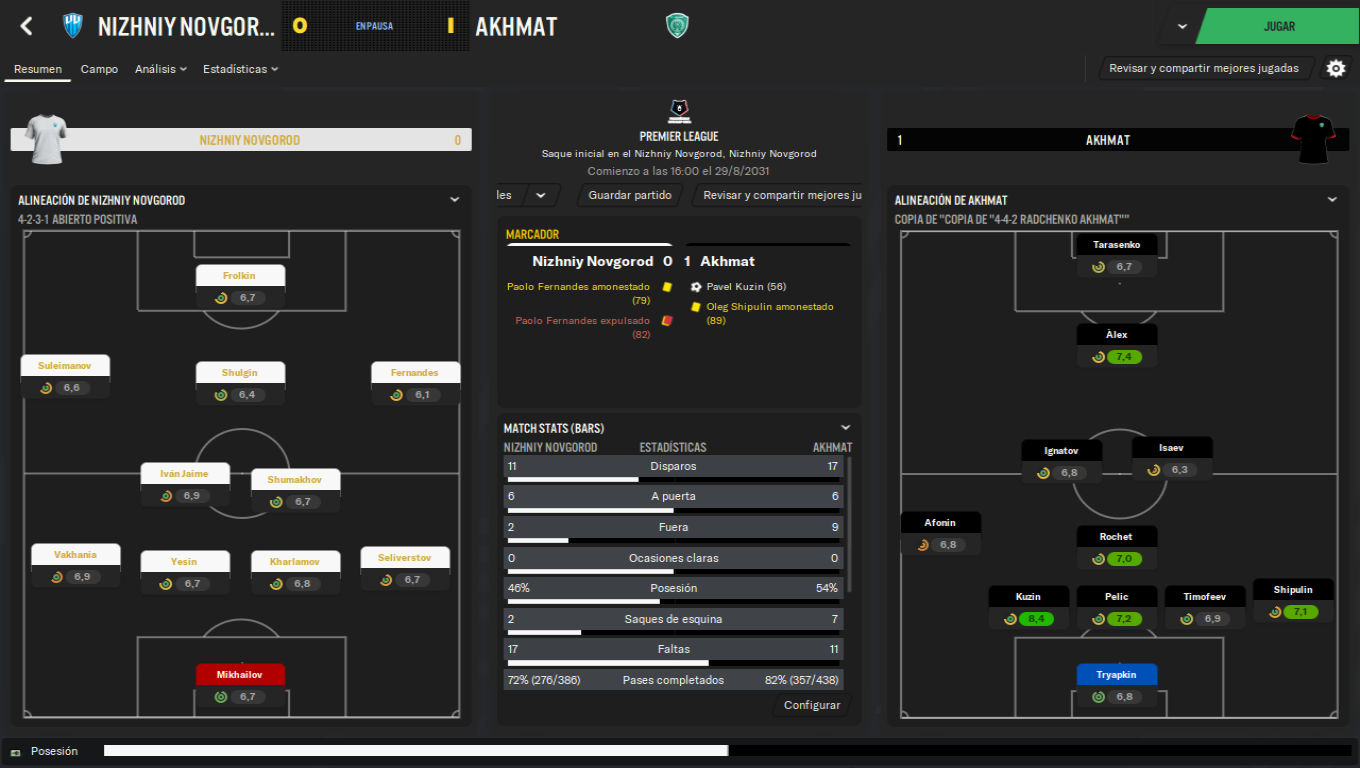 NIZHNIY NOVGOR...
0
EN PAUSA
1
AKHMAT
JUGAR
Resumen
Campo
Análisis
Estadísticas
Revisar y compartir mejores jugadas
NIZHNIY NOVGOROD
0
PREMIER LEAGUE
Saque inicial en el Nizhniy Novgorod, Nizhniy Novgorod
Comienzo a las 16:00 el 29/8/2031
les
Guardar partido
Revisar y compartir mejores ju
1
AKHMAT
ALINEACIÓN DE NIZHNIY NOVGOROD
4-2-3-1 ABIERTO POSITIVA
Frolkin
6,7
Suleimanov
6,6
Shulgin
6,4
Fernandes
6,1
Iván Jaime
6,9
Shumakhov
6,7
Vakhania
6,9
Yesin
6,7
Kharlamov
6,8
Seliverstov
6,7
Mikhailov
6,7
MARCADOR
Nizhniy Novgorod 0
1 Akhmat
Paolo Fernandes amonestado
(79)
Paolo Fernandes expulsado
(82)
Pavel Kuzin (56)
Oleg Shipulin amonestado
(89)
MATCH STATS (BARS)
NIZHNIY NOVGOROD ESTADÍSTICAS AKHMAT
11 Disparos 17
6 A puerta 6
2 Fuera 9
0 Ocasiones claras 0
46% Posesión 54%
2 Saques de esquina 7
17 Faltas 11
72% (276/386) Pases completados 82% (357/438)
Configurar
ALINEACIÓN DE AKHMAT
COPIA DE "COPIA DE "4-4-2 RADCHENKO AKHMAT""
Tarasenko
6,7
Álex
7,4
Ignatov
6,8
Isaev
6,3
Afonin
6,8
Rochet
7,0
Kuzin
8,4
Pelic
7,2
Timofeev
6,9
Shipulin
7,1
Tryapkin
6,8
Posesión